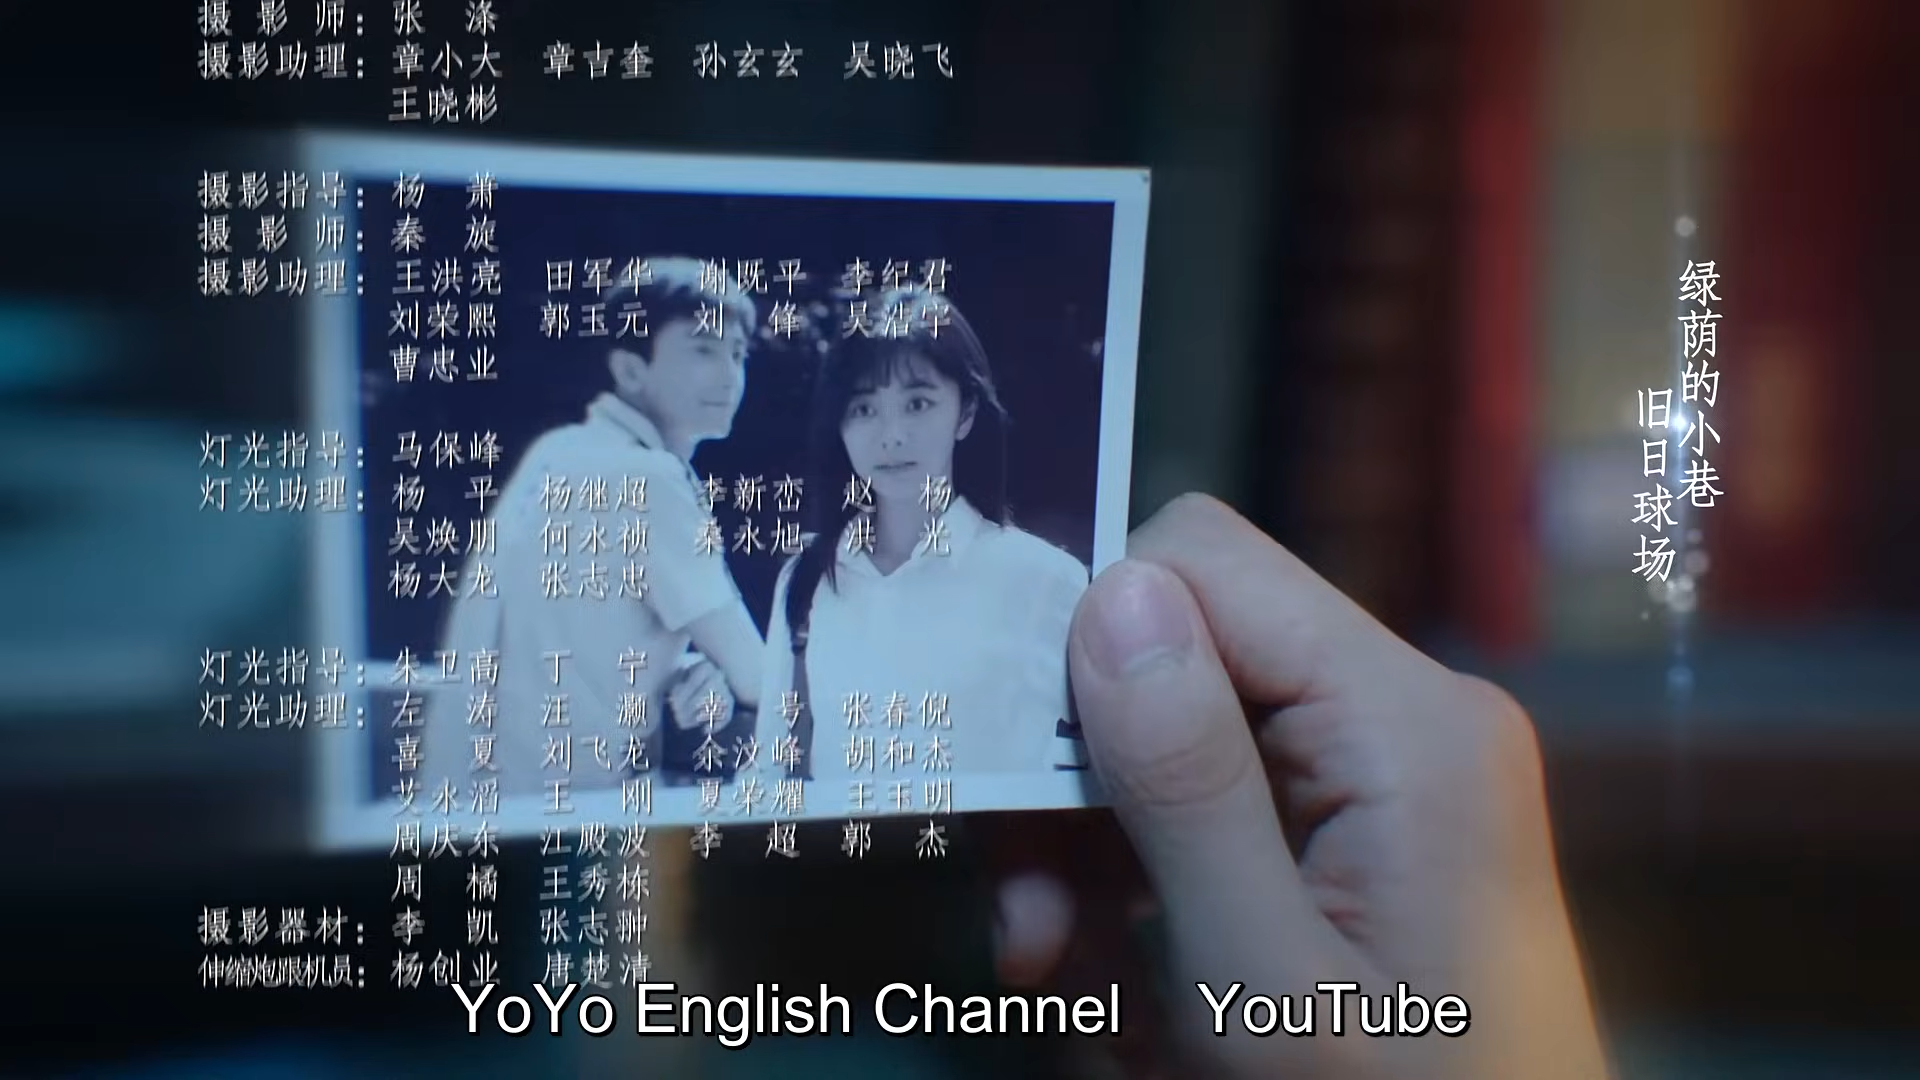 摄影师：张涤
摄影助理：章小大 章吉奎 孙玄玄 吴晓飞
王晓彬
摄影指导：杨萧
摄影师：秦旋
摄影助理：王洪亮 田军华 谢既平 李纪君
刘荣熙 郭玉元 刘锋 吴浩宇
曹忠业
灯光指导：马保峰
灯光助理：杨平 杨继超 李新峦 赵杨
吴焕朋 何永祯 桑永旭 洪光
杨大龙 张志忠
灯光指导：朱卫高 丁宁
灯光助理：左涛 汪灏 幸号 张春倪
喜夏 刘飞龙 余汶峰 胡和杰
艾永滔 王刚 夏荣耀 王玉明
周庆东 江殿波 李超 郭杰
周橘 王秀栋
摄影器材：李凯 张志翀
伸缩炮跟机员：杨创业 唐楚清
绿荫的小巷
旧日球场
YoYo English Channel YouTube